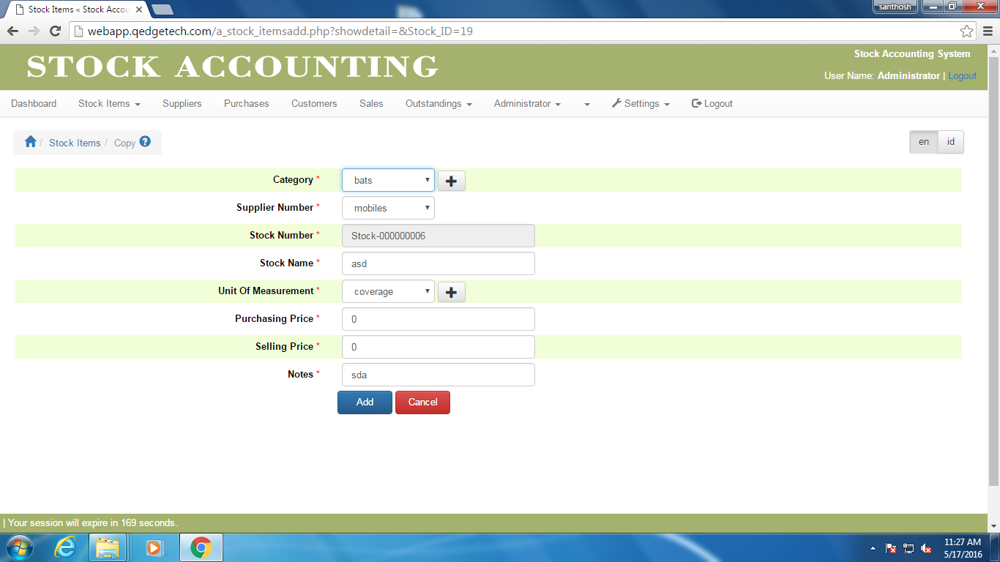 Stock Items « Stock Accou
santhosh
webapp.qedgetech.com/a_stock_itemsadd.php?showdetail=&Stock_ID=19
STOCK ACCOUNTING
Stock Accounting System
User Name: Administrator | Logout
Dashboard Stock Items Suppliers Purchases Customers Sales Outstandings Administrator Settings Logout
/ Stock Items / Copy ?
en id
Category * bats
Supplier Number * mobiles
Stock Number * Stock-000000006
Stock Name * asd
Unit Of Measurement * coverage
Purchasing Price * 0
Selling Price * 0
Notes * sda
Add Cancel
| Your session will expire in 169 seconds.
11:27 AM
5/17/2016